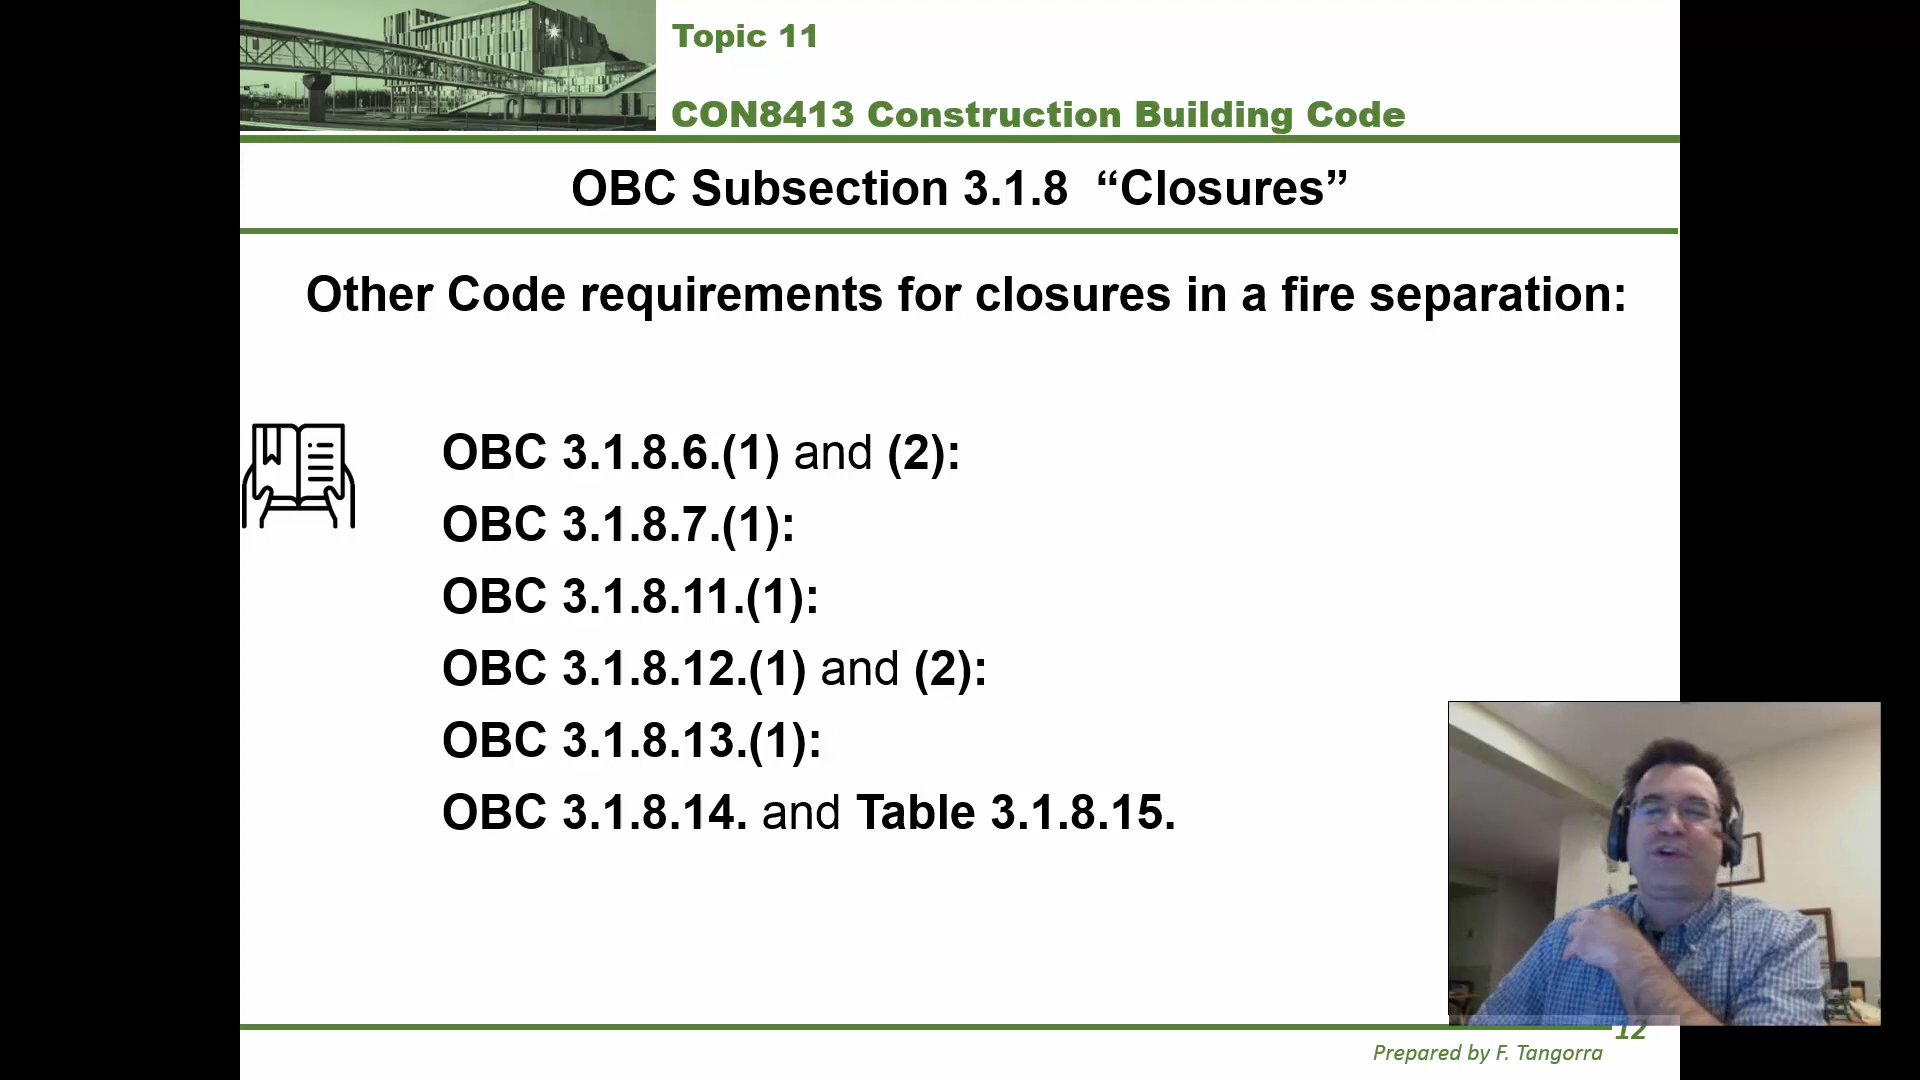 Topic 11
CON8413 Construction Building Code
OBC Subsection 3.1.8 “Closures”
Other Code requirements for closures in a fire separation:
OBC 3.1.8.6.(1) and (2):
OBC 3.1.8.7.(1):
OBC 3.1.8.11.(1):
OBC 3.1.8.12.(1) and (2):
OBC 3.1.8.13.(1):
OBC 3.1.8.14. and Table 3.1.8.15.
12
Prepared by F. Tangorra